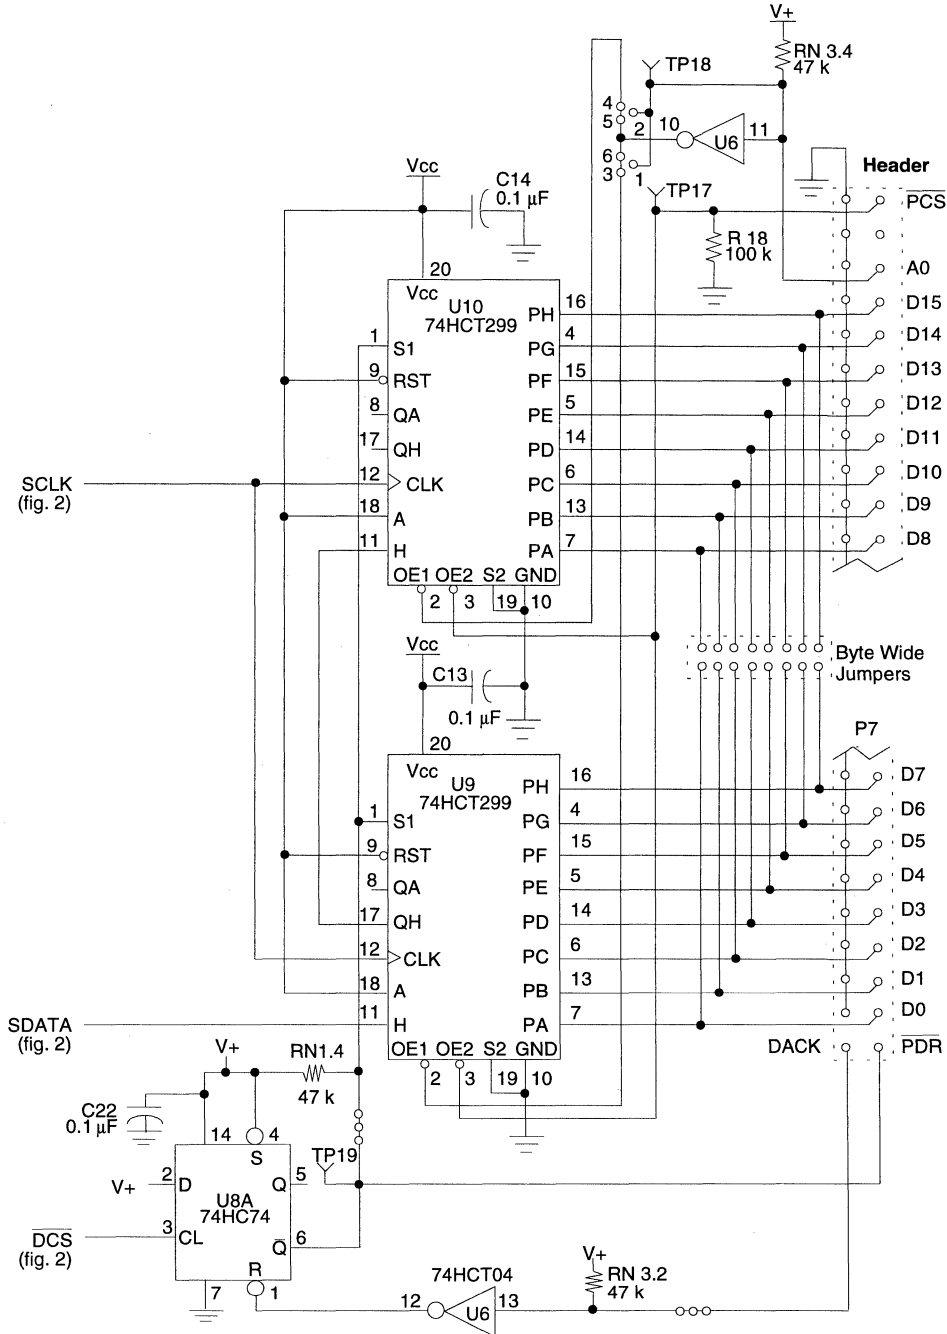 V+
RN 3.4
47 k
TP18
4
5
2
10
U6
11
6
3
1
Header
Vcc
C14
0.1 µF
TP17
PCS
R 18
100 k
A0
20
Vcc
U10
74HCT299
PH
16
D15
1
S1
PG
4
D14
9
RST
PF
15
D13
8
QA
PE
5
D12
17
QH
PD
14
D11
SCLK
(fig. 2)
12
CLK
PC
6
D10
18
A
PB
13
D9
11
H
PA
7
D8
OE1
OE2
S2
GND
2
3
19
10
Vcc
C13
0.1 µF
Byte Wide
Jumpers
P7
20
Vcc
U9
74HCT299
PH
16
D7
1
S1
PG
4
D6
9
RST
PF
15
D5
8
QA
PE
5
D4
17
QH
PD
14
D3
12
CLK
PC
6
D2
18
A
PB
13
D1
SDATA
(fig. 2)
11
H
PA
7
D0
OE1
OE2
S2
GND
DACK
PDR
2
3
19
10
V+
RN1.4
47 k
C22
0.1 µF
14
4
S
TP19
V+
2
D
Q
5
U8A
74HC74
DCS
(fig. 2)
3
CL
Q
6
R
7
1
74HCT04
12
U6
13
V+
RN 3.2
47 k